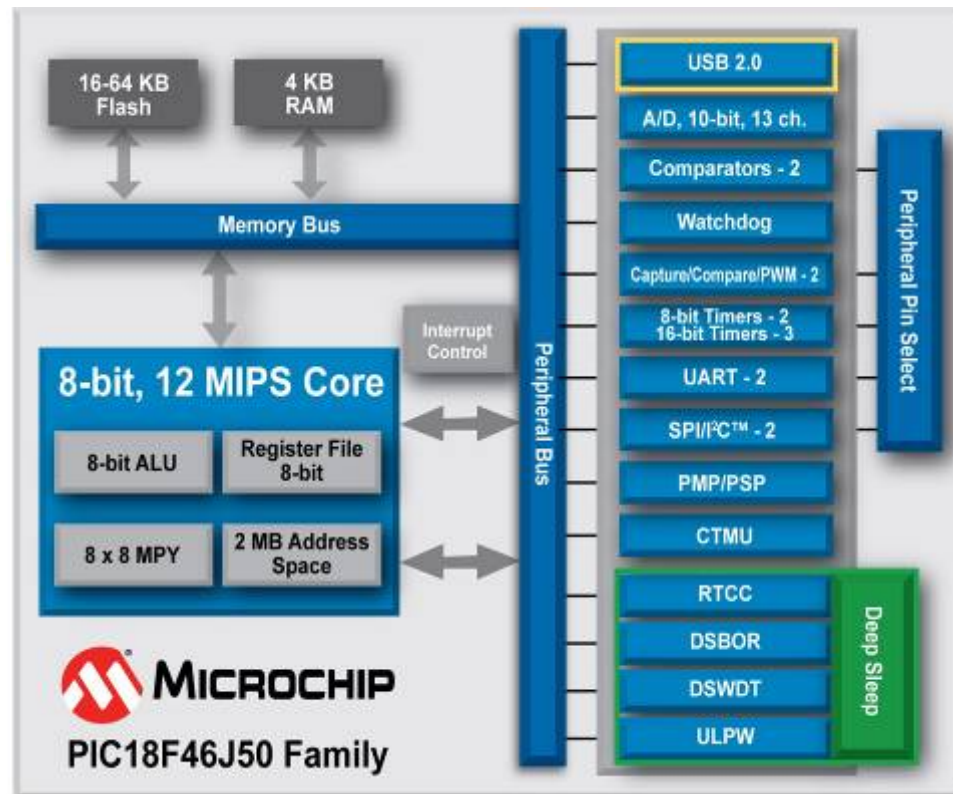 16-64 KB
Flash
4 KB
RAM
Memory Bus
Interrupt
Control
8-bit, 12 MIPS Core
8-bit ALU
Register File
8-bit
8 x 8 MPY
2 MB Address
Space
MICROCHIP
PIC18F46J50 Family
Peripheral Bus
USB 2.0
A/D, 10-bit, 13 ch.
Comparators - 2
Watchdog
Capture/Compare/PWM - 2
8-bit Timers - 2
16-bit Timers - 3
UART - 2
SPI/I²C™ - 2
PMP/PSP
CTMU
RTCC
DSBOR
DSWDT
ULPW
Peripheral Pin Select
Deep Sleep